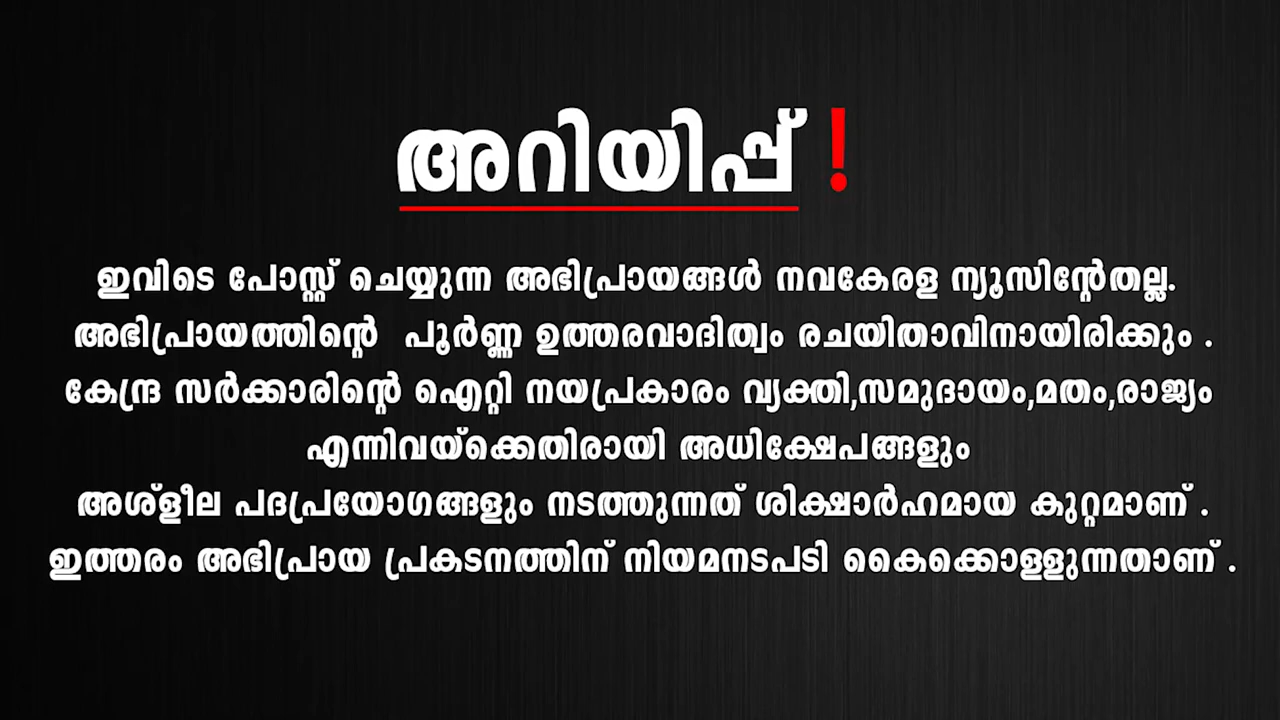 അറിയിപ്പ് !
ഇവിടെ പോസ്റ്റ് ചെയ്യുന്ന അഭിപ്രായങ്ങൾ നവകേരള ന്യൂസിന്റേതല്ല.
അഭിപ്രായത്തിന്റെ പൂർണ്ണ ഉത്തരവാദിത്വം രചയിതാവിനായിരിക്കും .
കേന്ദ്ര സർക്കാരിന്റെ ഐറ്റി നയപ്രകാരം വ്യക്തി,സമുദായം,മതം,രാജ്യം
എന്നിവയ്ക്കെതിരായി അധിക്ഷേപങ്ങളും
അശ്ളീല പദപ്രയോഗങ്ങളും നടത്തുന്നത് ശിക്ഷാർഹമായ കുറ്റമാണ് .
ഇത്തരം അഭിപ്രായ പ്രകടനത്തിന് നിയമനടപടി കൈക്കൊളളുന്നതാണ് .